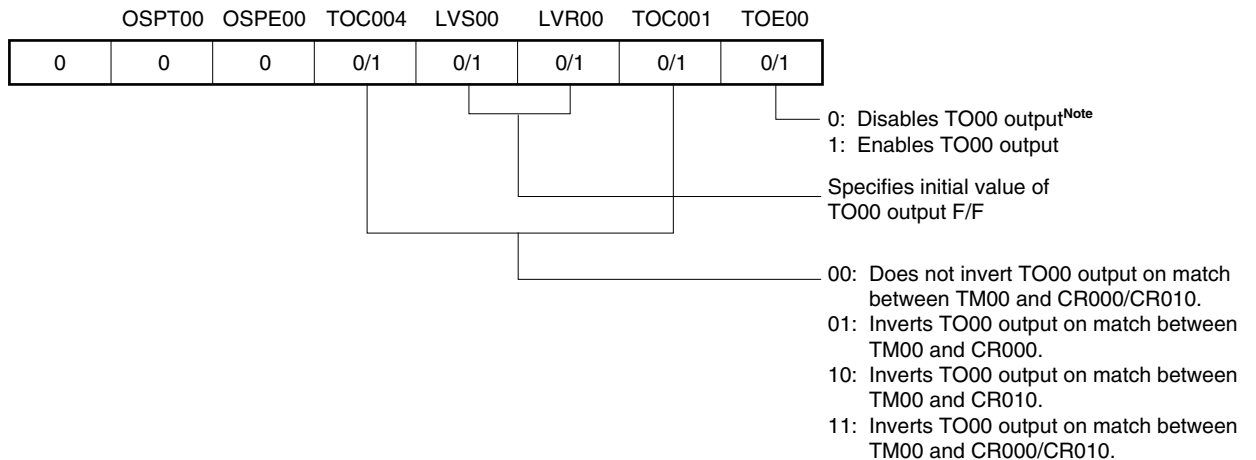 OSPT00 OSPE00 TOC004 LVS00 LVR00 TOC001 TOE00
0 0 0 0/1 0/1 0/1 0/1 0/1
0: Disables TO00 outputNote
1: Enables TO00 output
Specifies initial value of
TO00 output F/F
00: Does not invert TO00 output on match
between TM00 and CR000/CR010.
01: Inverts TO00 output on match between
TM00 and CR000.
10: Inverts TO00 output on match between
TM00 and CR010.
11: Inverts TO00 output on match between
TM00 and CR000/CR010.